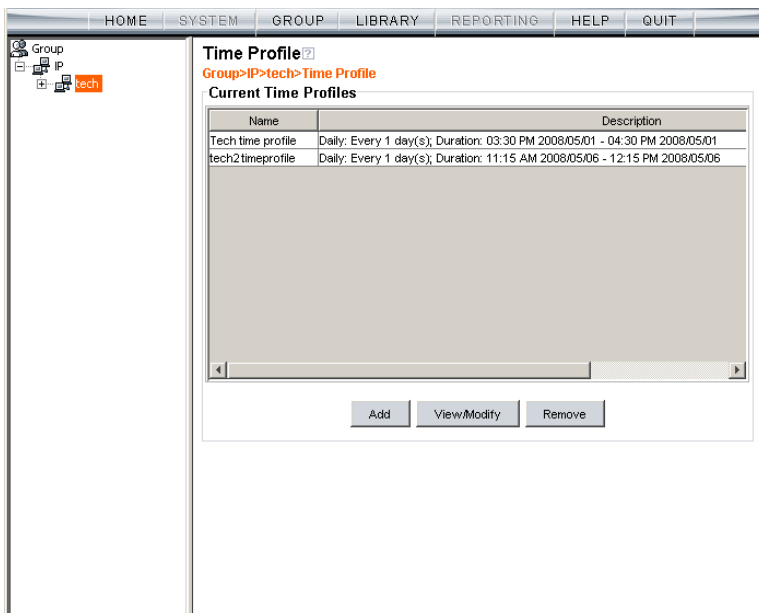 HOME SYSTEM GROUP LIBRARY REPORTING HELP QUIT
Group
IP
tech
Time Profile
Group>IP>tech>Time Profile
Current Time Profiles
Name Description
Tech time profile Daily: Every 1 day(s); Duration: 03:30 PM 2008/05/01 - 04:30 PM 2008/05/01
tech2timeprofile Daily: Every 1 day(s); Duration: 11:15 AM 2008/05/06 - 12:15 PM 2008/05/06
Add View/Modify Remove